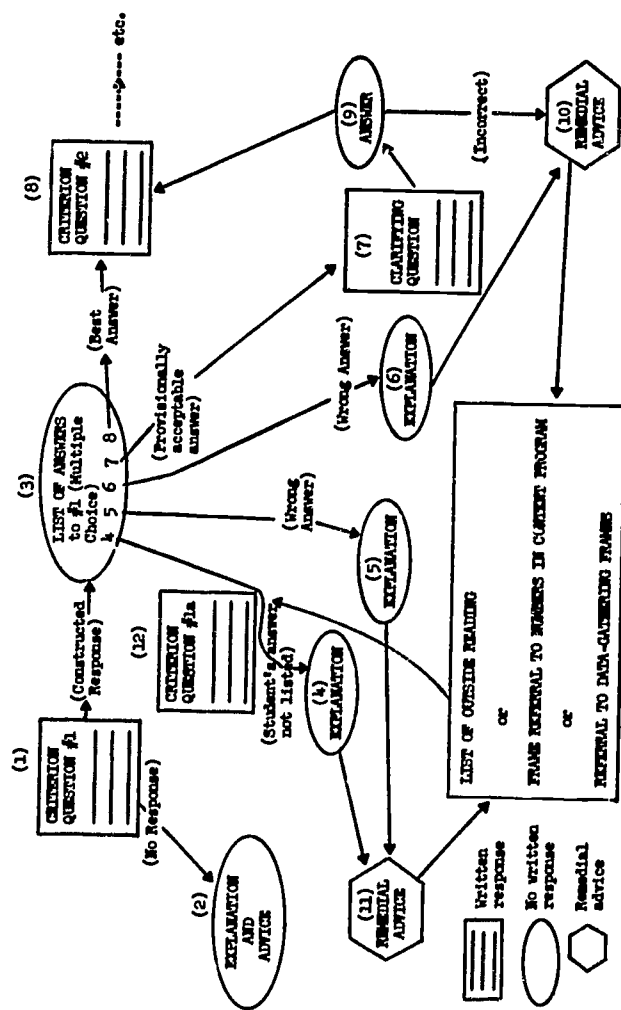 (1)
CRITERION
QUESTION #1
(Constructed
Response)
(No Response)
(2)
EXPLANATION
AND
ADVICE
(3)
LIST OF ANSWERS
to #1 (Multiple
Choice)
4 5 6 7 8
(Best
Answer)
(8)
CRITERION
QUESTION #2
-----→--- etc.
(Provisionally
acceptable
answer)
(Wrong Answer)
(Wrong
Answer)
(12)
CRITERION
QUESTION #1a
(Student's answer
not listed)
(4)
EXPLANATION
(5)
EXPLANATION
(6)
EXPLANATION
(7)
CLARIFYING
QUESTION
(9)
ANSWER
(Incorrect)
(10)
REMEDIAL
ADVICE
(11)
REMEDIAL
ADVICE
LIST OF OUTSIDE READING
or
FRAME REFERRAL TO NUMBERS IN CONTENT PROGRAM
or
REFERRAL TO DATA-GATHERING FRAMES
Written
response
No written
response
Remedial
advice